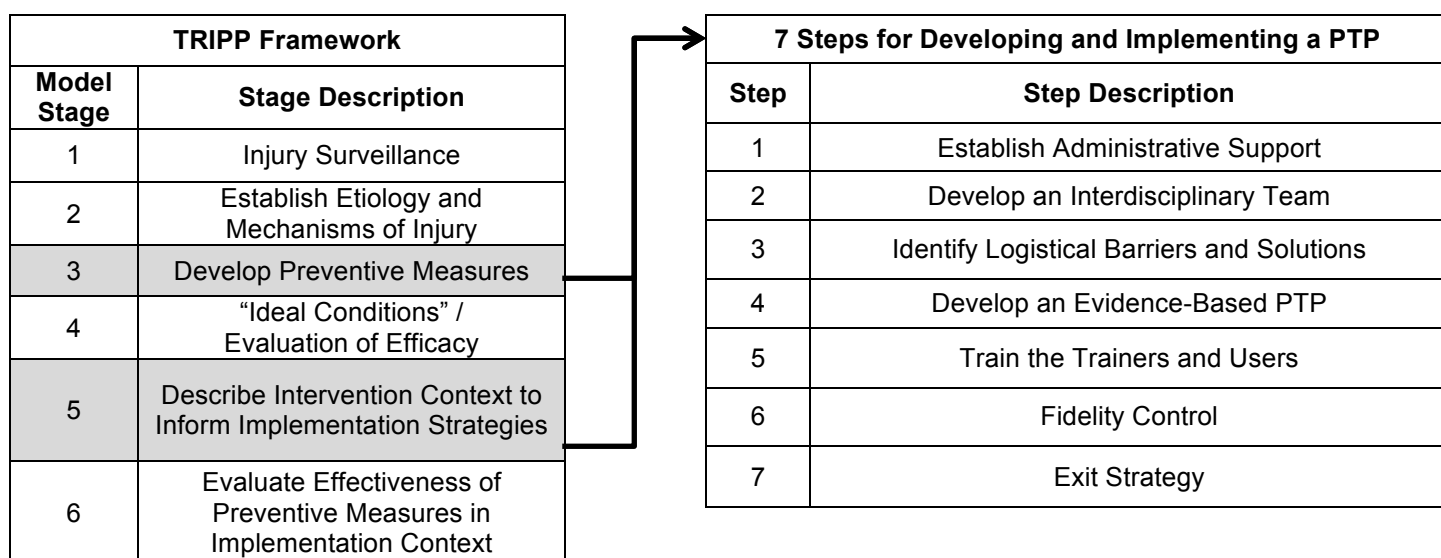 TRIPP Framework
Model
Stage
Stage Description
1
Injury Surveillance
2
Establish Etiology and
Mechanisms of Injury
3
Develop Preventive Measures
4
“Ideal Conditions” /
Evaluation of Efficacy
5
Describe Intervention Context to
Inform Implementation Strategies
6
Evaluate Effectiveness of
Preventive Measures in
Implementation Context
7 Steps for Developing and Implementing a PTP
Step
Step Description
1
Establish Administrative Support
2
Develop an Interdisciplinary Team
3
Identify Logistical Barriers and Solutions
4
Develop an Evidence-Based PTP
5
Train the Trainers and Users
6
Fidelity Control
7
Exit Strategy